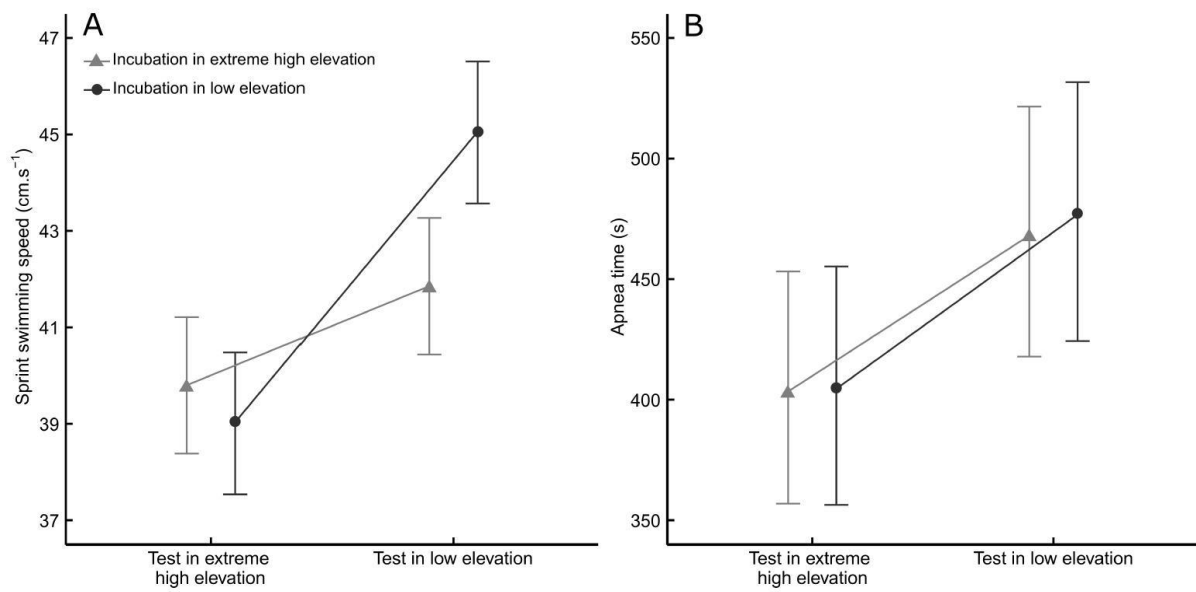 A
47
45
43
41
39
37
Sprint swimming speed (cm.s⁻¹)
Incubation in extreme high elevation
Incubation in low elevation
Test in extreme
high elevation
Test in low elevation
B
550
500
450
400
350
Apnea time (s)
Test in extreme
high elevation
Test in low elevation